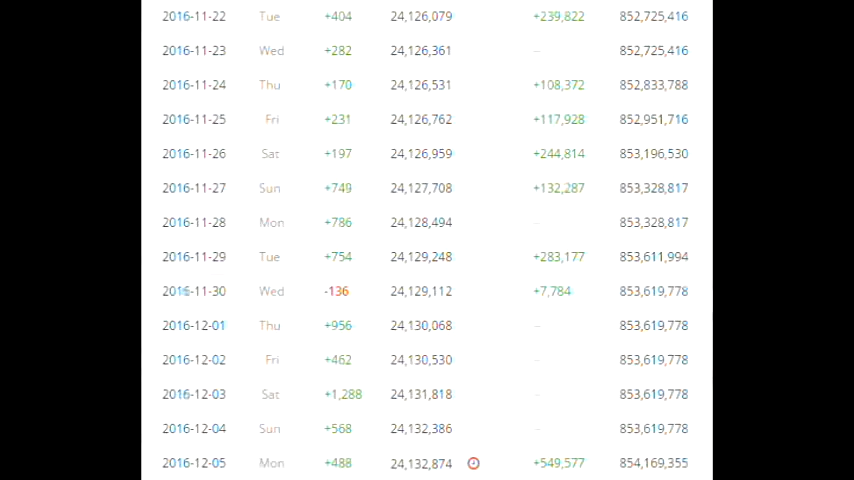 2016-11-22 Tue +404 24,126,079 +239,822 852,725,416
2016-11-23 Wed +282 24,126,361 -- 852,725,416
2016-11-24 Thu +170 24,126,531 +108,372 852,833,788
2016-11-25 Fri +231 24,126,762 +117,928 852,951,716
2016-11-26 Sat +197 24,126,959 +244,814 853,196,530
2016-11-27 Sun +749 24,127,708 +132,287 853,328,817
2016-11-28 Mon +786 24,128,494 -- 853,328,817
2016-11-29 Tue +754 24,129,248 +283,177 853,611,994
2016-11-30 Wed -136 24,129,112 +7,784 853,619,778
2016-12-01 Thu +956 24,130,068 -- 853,619,778
2016-12-02 Fri +462 24,130,530 -- 853,619,778
2016-12-03 Sat +1,288 24,131,818 -- 853,619,778
2016-12-04 Sun +568 24,132,386 -- 853,619,778
2016-12-05 Mon +488 24,132,874 +549,577 854,169,355